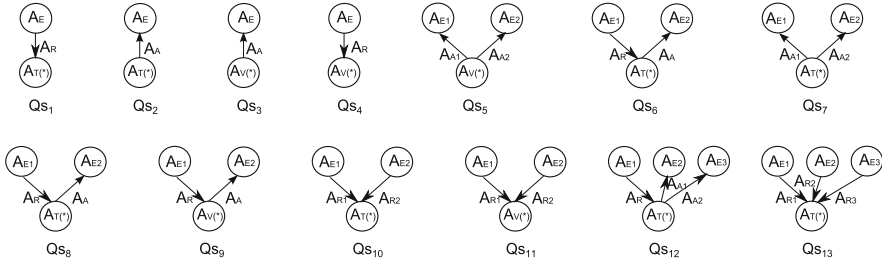 AE AE AE AE AE1 AE2 AE1 AE2 AE1 AE2
AR AA AA AR AA1 AA2 AR AA AA1 AA2
AT(*) AT(*) AV(*) AT(*) AV(*) AT(*) AT(*)
Qs1 Qs2 Qs3 Qs4 Qs5 Qs6 Qs7
AE1 AE2 AE1 AE2 AE1 AE2 AE1 AE2 AE1 AE2 AE3 AE1 AE2 AE3
AR AA AR AA AR1 AR2 AR1 AR2 AR AA1 AA2 AR1 AR2 AR3
AT(*) AV(*) AT(*) AV(*) AT(*) AT(*)
Qs8 Qs9 Qs10 Qs11 Qs12 Qs13